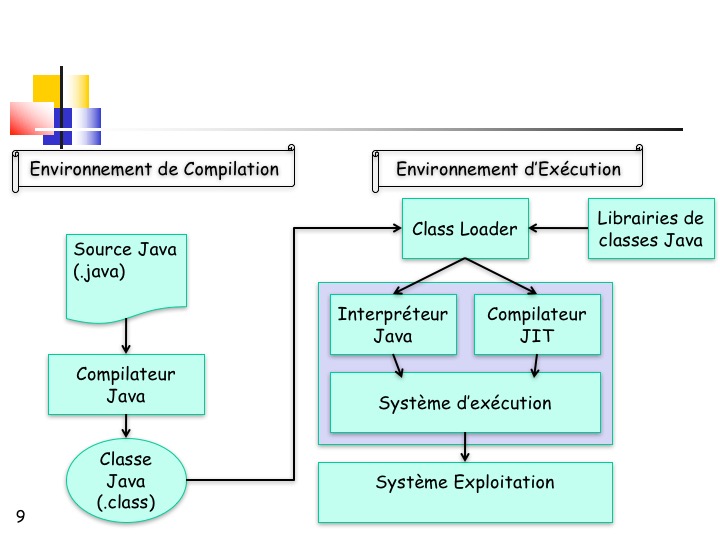 Environnement de Compilation
Environnement d'Exécution
Source Java
(.java)
Compilateur
Java
Classe
Java
(.class)
Class Loader
Librairies de
classes Java
Interpréteur
Java
Compilateur
JIT
Système d'exécution
Système Exploitation
9